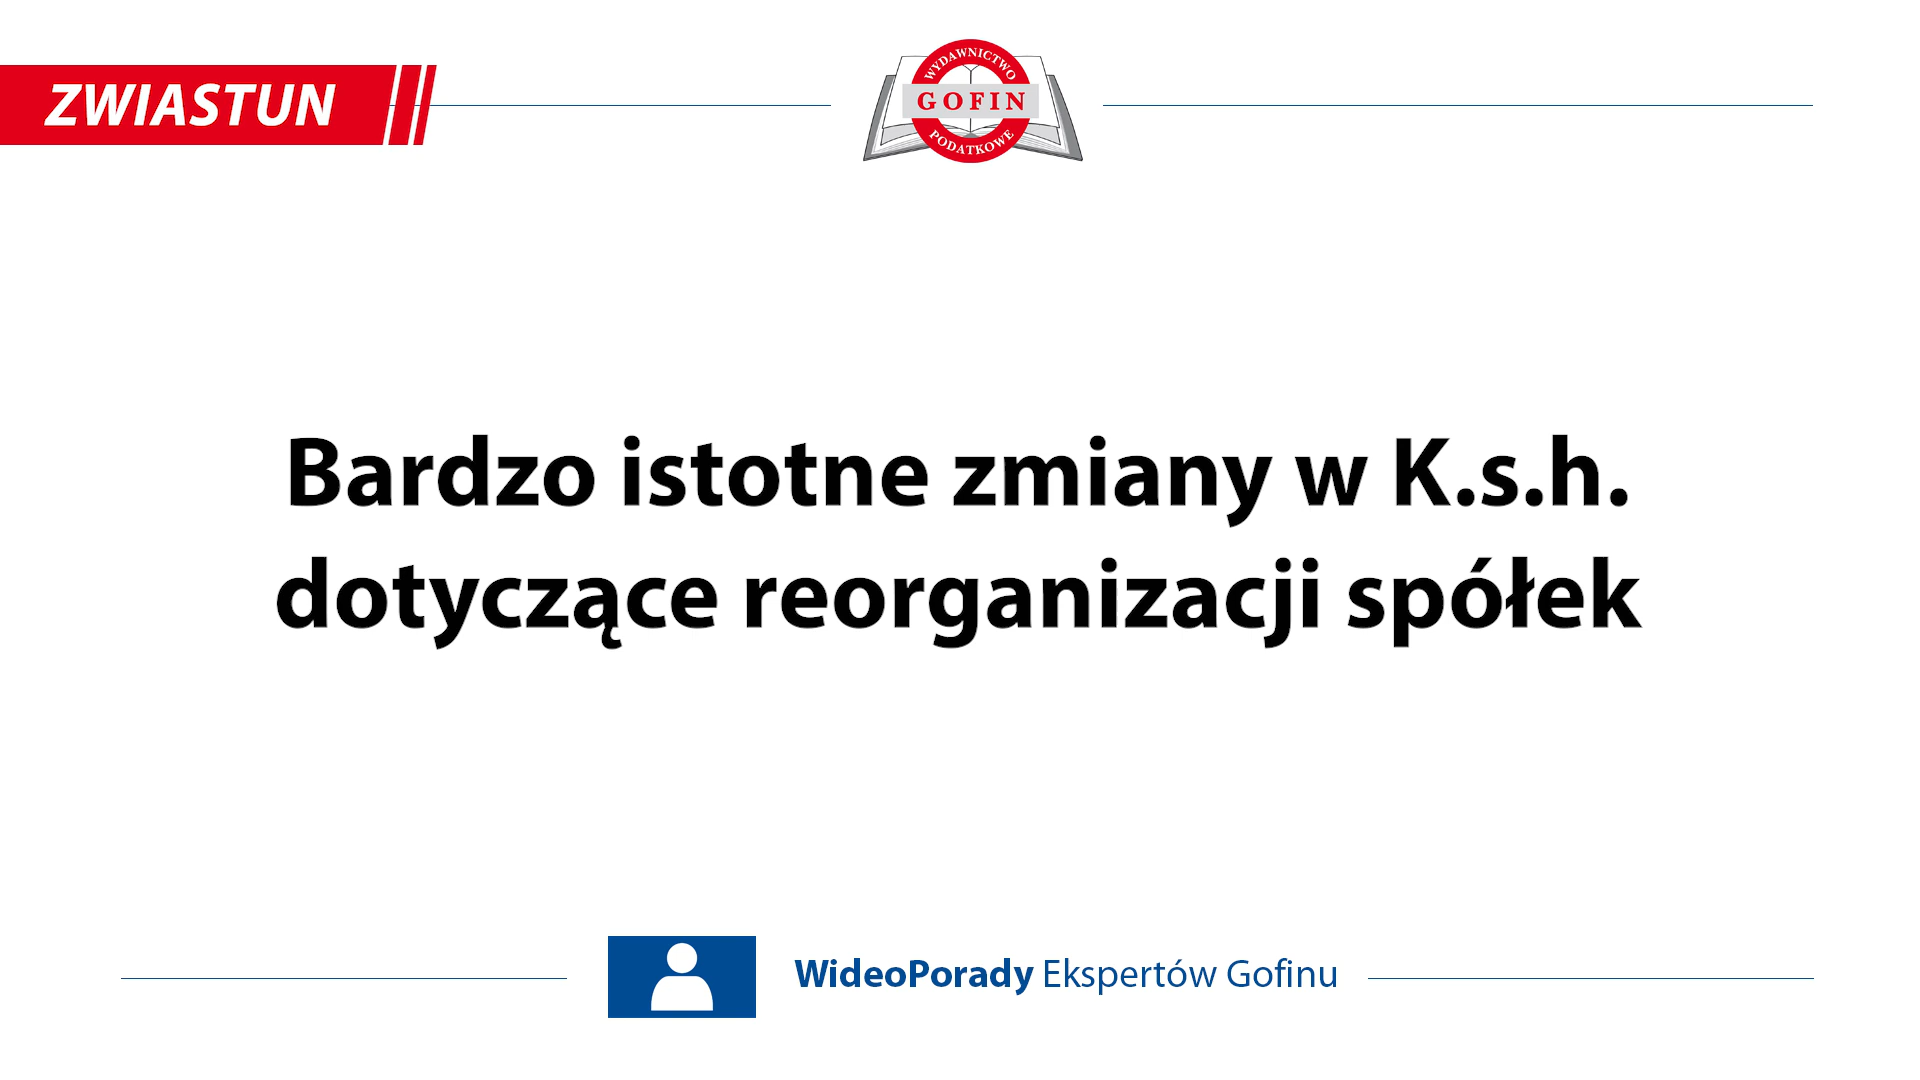 ZWIASTUN
WYDAWNICTWO
GOFIN
PODATKOWE
Bardzo istotne zmiany w K.s.h.
dotyczące reorganizacji spółek
WideoPorady Ekspertów Gofinu